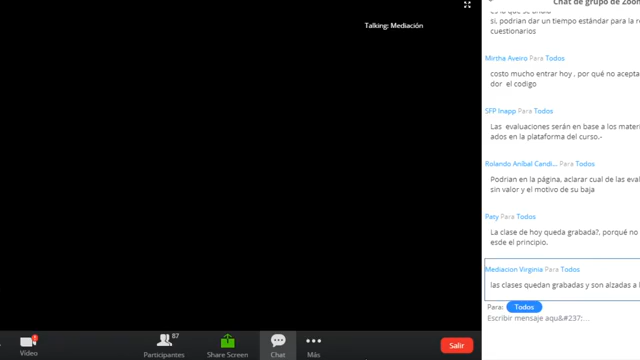 Chat de grupo de Zoom
Talking: Mediación
es lo que se
si, podrian dar un tiempo estándar para la r
cuestionarios
Mirtha Aveiro Para Todos
costo mucho entrar hoy . por qué no acepta
dor el codigo
SFP Inapp Para Todos
Las evaluaciones serán en base a los materi
ados en la plataforma del curso.-
Rolando Aníbal Candi... Para Todos
Podrian en la página, aclarar cual de las eval
sin valor y el motivo de su baja
Paty Para Todos
La clase de hoy queda grabada?, porqué no
esde el principio.
Mediacion Virginia Para Todos
las clases quedan grabadas y son alzadas a l
Para: Todos
Escribir mensaje aqu&#237;...
87
Video
Participantes
Share Screen
Chat
Más
Salir